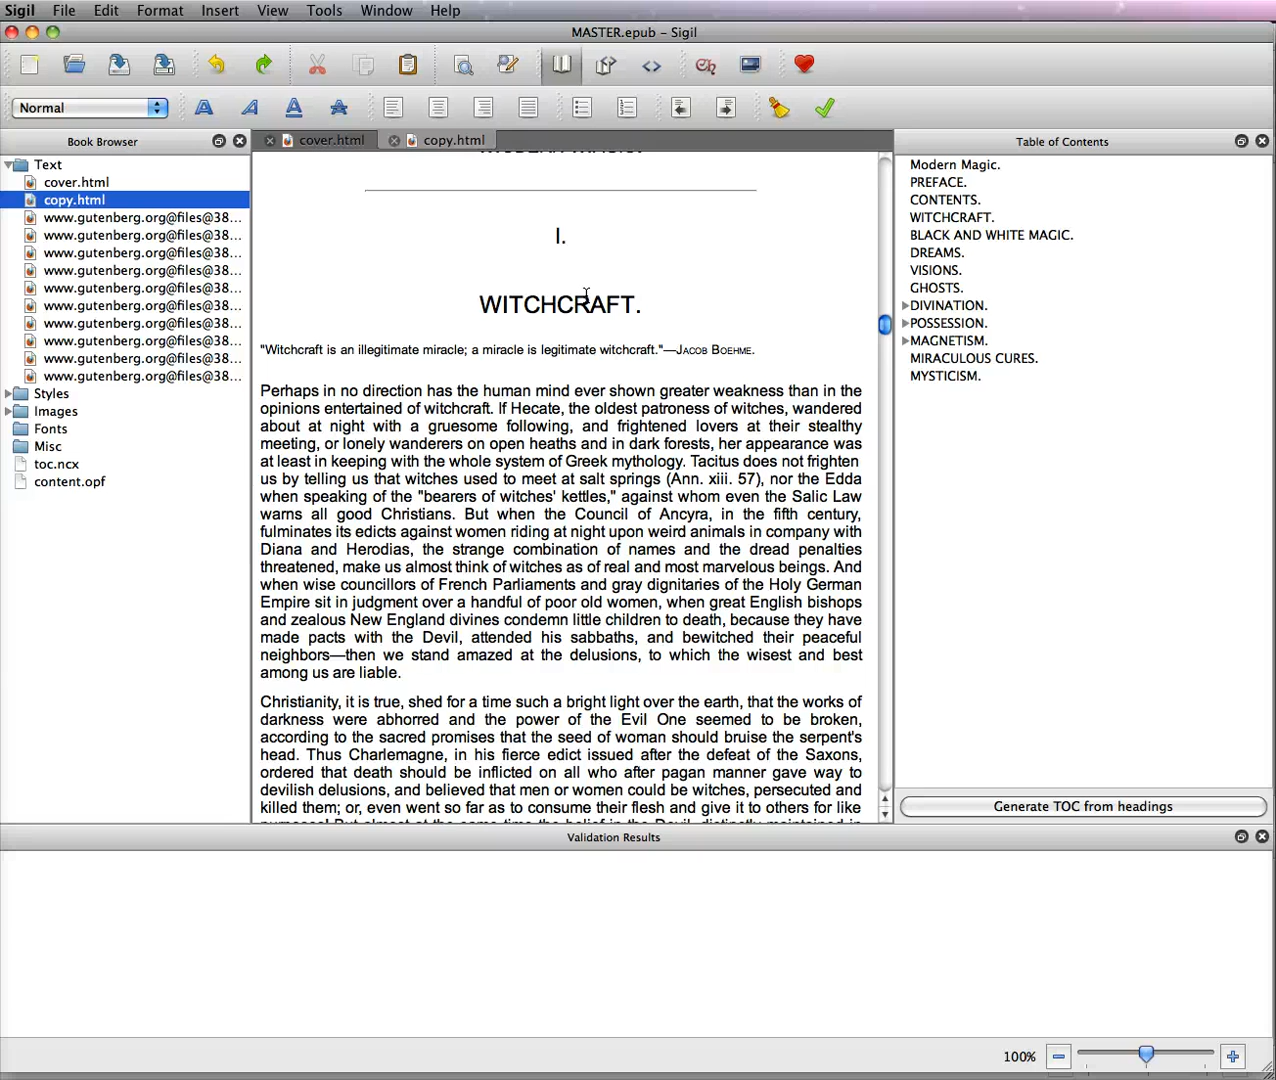 Sigil File Edit Format Insert View Tools Window Help
MASTER.epub – Sigil
Normal
Book Browser
cover.html
copy.html
Table of Contents
Text
cover.html
copy.html
www.gutenberg.org@files@38...
www.gutenberg.org@files@38...
www.gutenberg.org@files@38...
www.gutenberg.org@files@38...
www.gutenberg.org@files@38...
www.gutenberg.org@files@38...
www.gutenberg.org@files@38...
www.gutenberg.org@files@38...
www.gutenberg.org@files@38...
www.gutenberg.org@files@38...
Styles
Images
Fonts
Misc
toc.ncx
content.opf
I.
WITCHCRAFT.
"Witchcraft is an illegitimate miracle; a miracle is legitimate witchcraft."—Jacob Boehme.
Perhaps in no direction has the human mind ever shown greater weakness than in the
opinions entertained of witchcraft. If Hecate, the oldest patroness of witches, wandered
about at night with a gruesome following, and frightened lovers at their stealthy
meeting, or lonely wanderers on open heaths and in dark forests, her appearance was
at least in keeping with the whole system of Greek mythology. Tacitus does not frighten
us by telling us that witches used to meet at salt springs (Ann. xiii. 57), nor the Edda
when speaking of the "bearers of witches' kettles," against whom even the Salic Law
warns all good Christians. But when the Council of Ancyra, in the fifth century,
fulminates its edicts against women riding at night upon weird animals in company with
Diana and Herodias, the strange combination of names and the dread penalties
threatened, make us almost think of witches as of real and most marvelous beings. And
when wise councillors of French Parliaments and gray dignitaries of the Holy German
Empire sit in judgment over a handful of poor old women, when great English bishops
and zealous New England divines condemn little children to death, because they have
made pacts with the Devil, attended his sabbaths, and bewitched their peaceful
neighbors—then we stand amazed at the delusions, to which the wisest and best
among us are liable.
Christianity, it is true, shed for a time such a bright light over the earth, that the works of
darkness were abhorred and the power of the Evil One seemed to be broken,
according to the sacred promises that the seed of woman should bruise the serpent's
head. Thus Charlemagne, in his fierce edict issued after the defeat of the Saxons,
ordered that death should be inflicted on all who after pagan manner gave way to
devilish delusions, and believed that men or women could be witches, persecuted and
killed them; or, even went so far as to consume their flesh and give it to others for like
Modern Magic.
PREFACE.
CONTENTS.
WITCHCRAFT.
BLACK AND WHITE MAGIC.
DREAMS.
VISIONS.
GHOSTS.
DIVINATION.
POSSESSION.
MAGNETISM.
MIRACULOUS CURES.
MYSTICISM.
Generate TOC from headings
Validation Results
100%